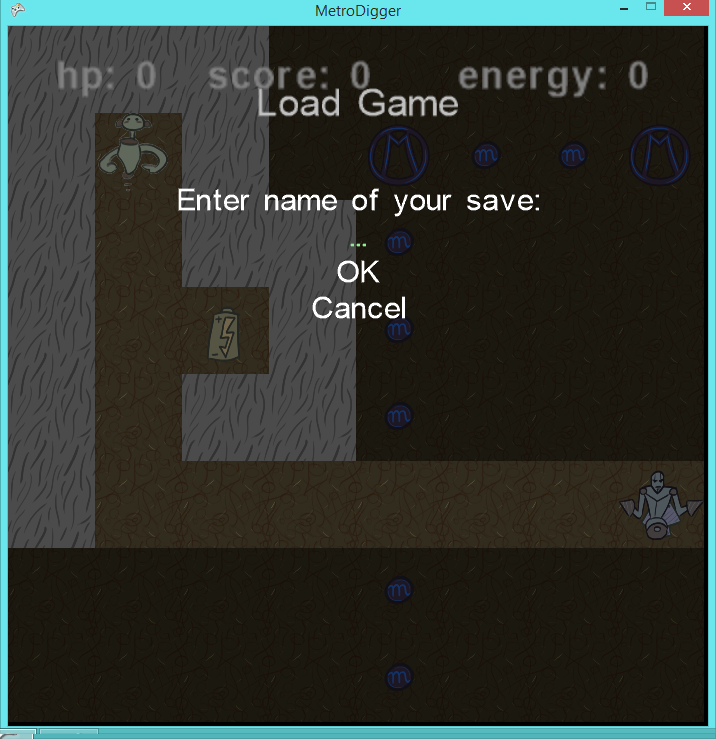 MetroDigger
hp: 0 score: 0 energy: 0
Load Game
M m m M
Enter name of your save:
... m
OK
Cancel
m
m
m
m